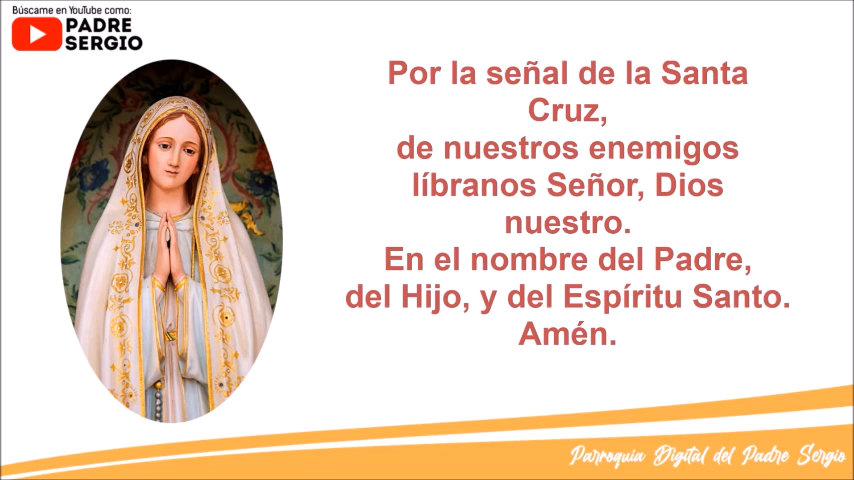 Búscame en YouTube como:
PADRE
SERGIO
Por la señal de la Santa
Cruz,
de nuestros enemigos
líbranos Señor, Dios
nuestro.
En el nombre del Padre,
del Hijo, y del Espíritu Santo.
Amén.
Parroquia Digital del Padre Sergio